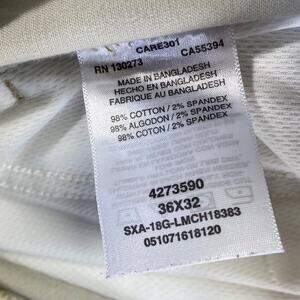 CARE301
RN 130273 CA55394
MADE IN BANGLADESH
HECHO EN BANGLADESH
FABRIQUE AU BANGLADESH
98% COTTON / 2% SPANDEX
98% ALGODON / 2% SPANDEX
98% COTON / 2% SPANDEX
4273590
36X32
SXA-18G-LMCH18383
051071618120